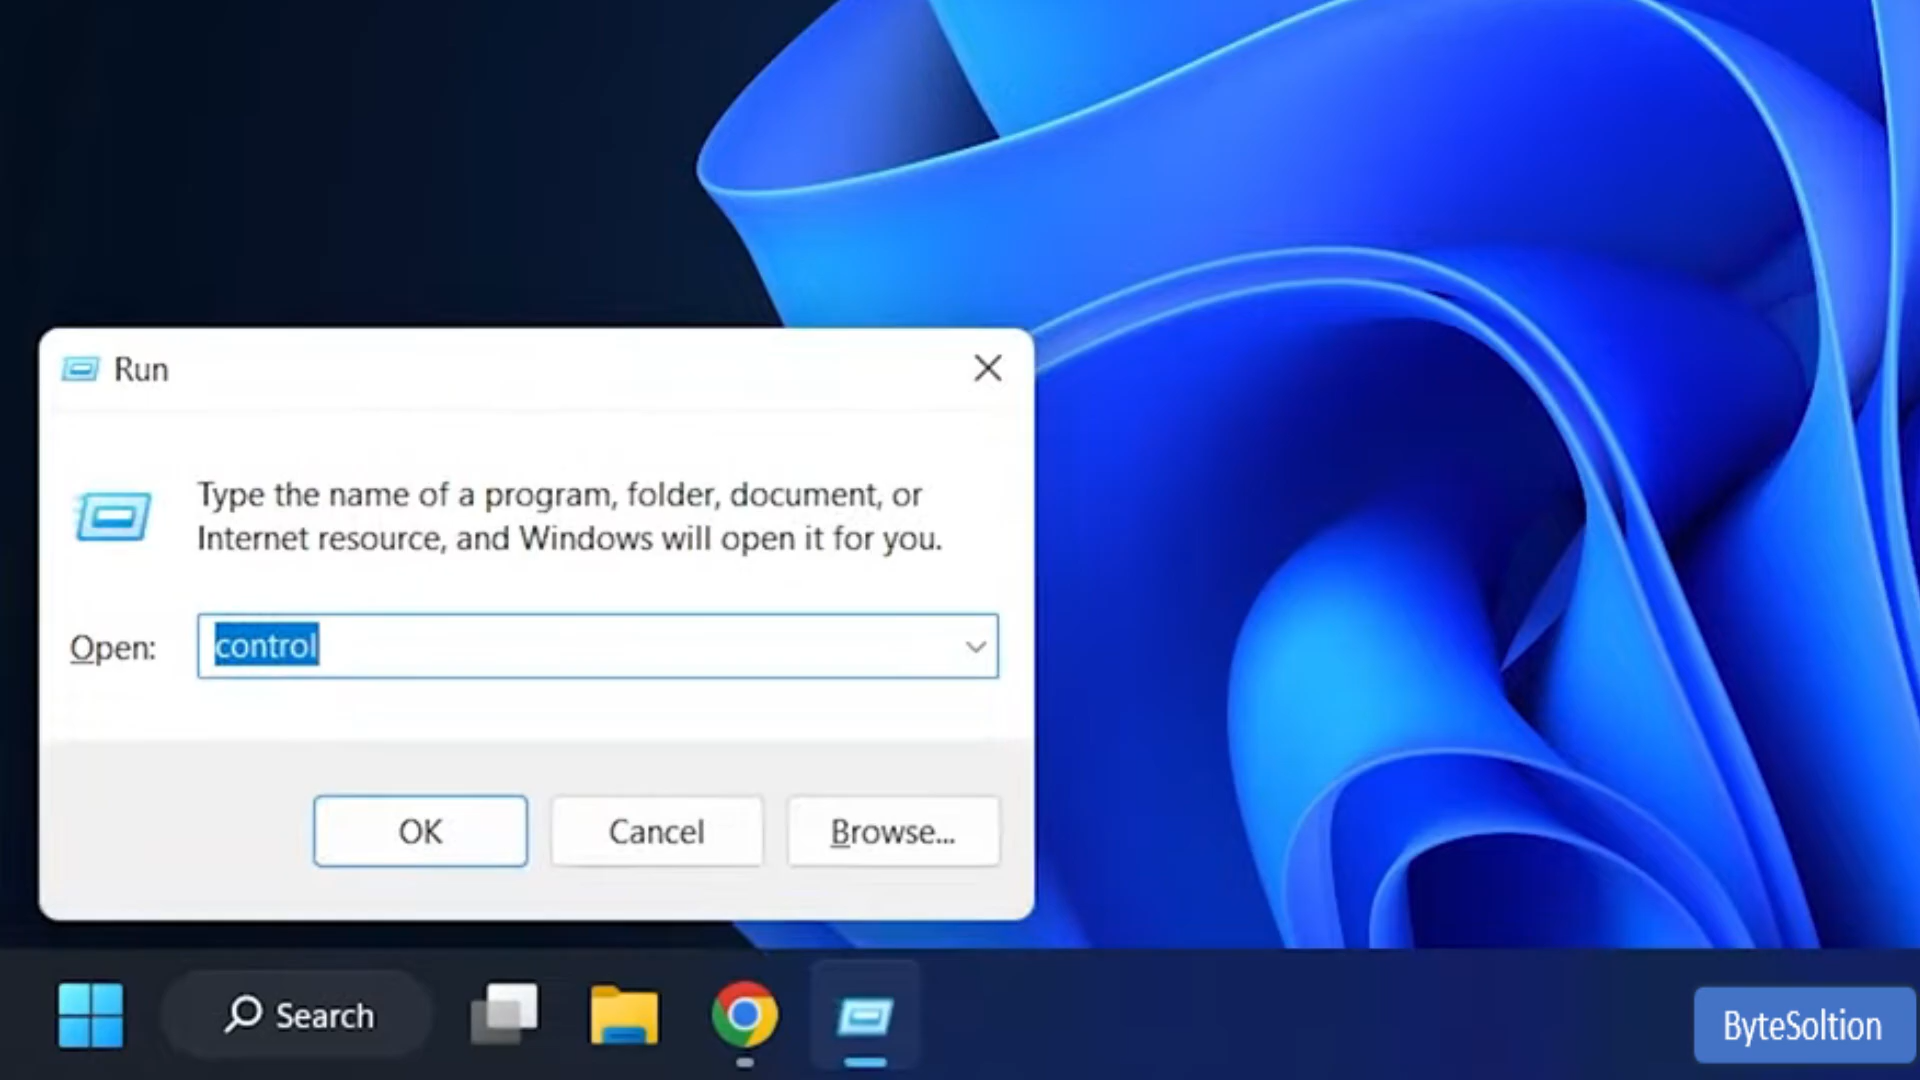 Run
Type the name of a program, folder, document, or
Internet resource, and Windows will open it for you.
Open:
control
OK
Cancel
Browse...
Search
ByteSoltion